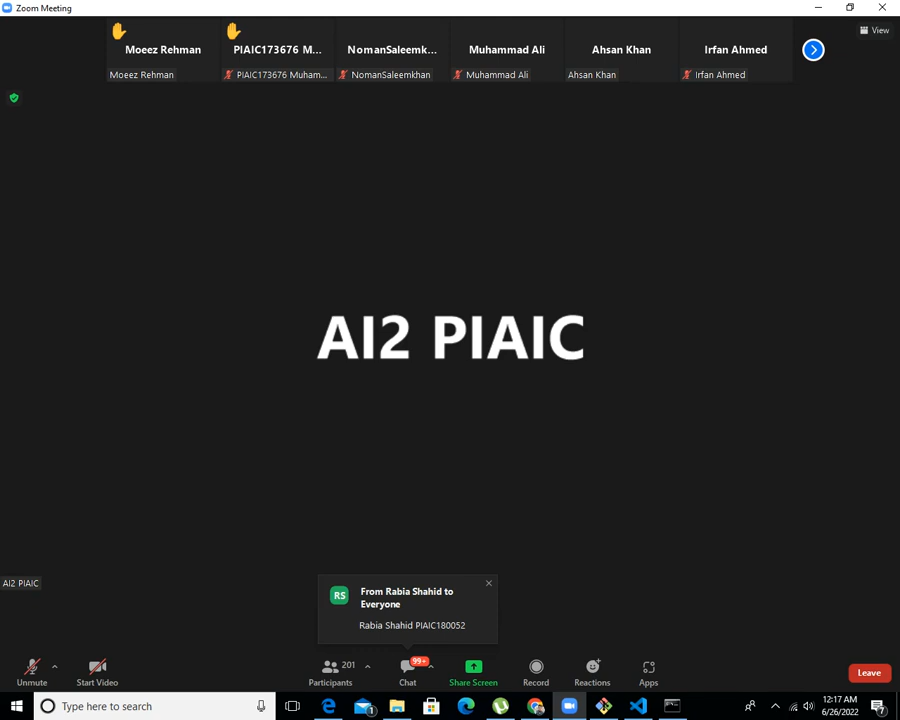 Zoom Meeting
View
Moeez Rehman
PIAIC173676 M...
NomanSaleemk...
Muhammad Ali
Ahsan Khan
Irfan Ahmed
Moeez Rehman
PIAIC173676 Muham...
NomanSaleemkhan
Muhammad Ali
Ahsan Khan
Irfan Ahmed
AI2 PIAIC
AI2 PIAIC
RS
From Rabia Shahid to
Everyone
Rabia Shahid PIAIC180052
201
99+
Unmute
Start Video
Participants
Chat
Share Screen
Record
Reactions
Apps
Leave
Type here to search
1
12:17 AM
6/26/2022
7